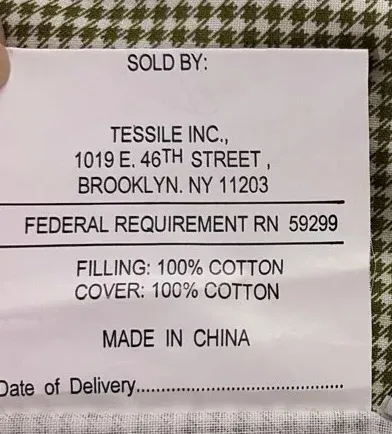 SOLD BY:
TESSILE INC.,
1019 E. 46TH STREET ,
BROOKLYN. NY 11203
FEDERAL REQUIREMENT RN 59299
FILLING: 100% COTTON
COVER: 100% COTTON
MADE IN CHINA
Date of Delivery..........................................